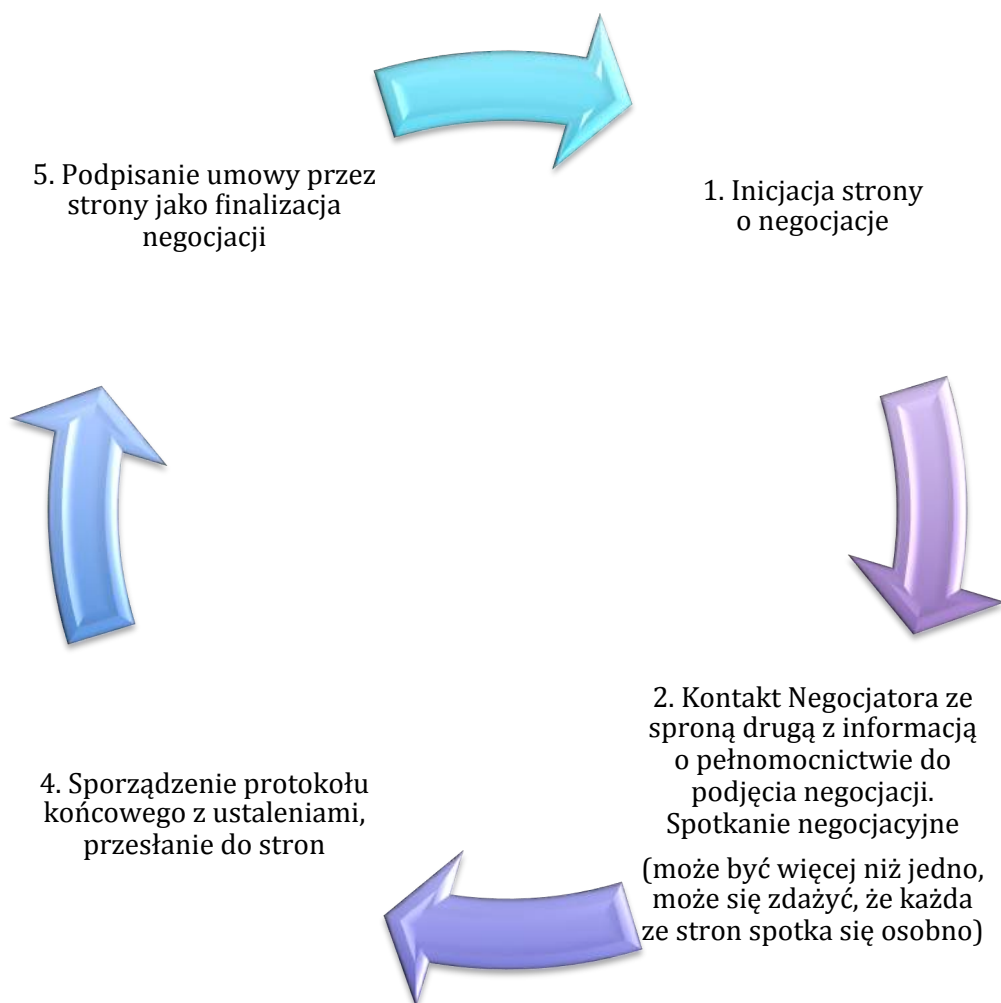 1. Inicjacja strony
o negocjacje
2. Kontakt Negocjatora ze
sproną drugą z informacją
o pełnomocnictwie do
podjęcia negocjacji.
Spotkanie negocjacyjne
(może być więcej niż jedno,
może się zdażyć, że każda
ze stron spotka się osobno)
4. Sporządzenie protokołu
końcowego z ustaleniami,
przesłanie do stron
5. Podpisanie umowy przez
strony jako finalizacja
negocjacji